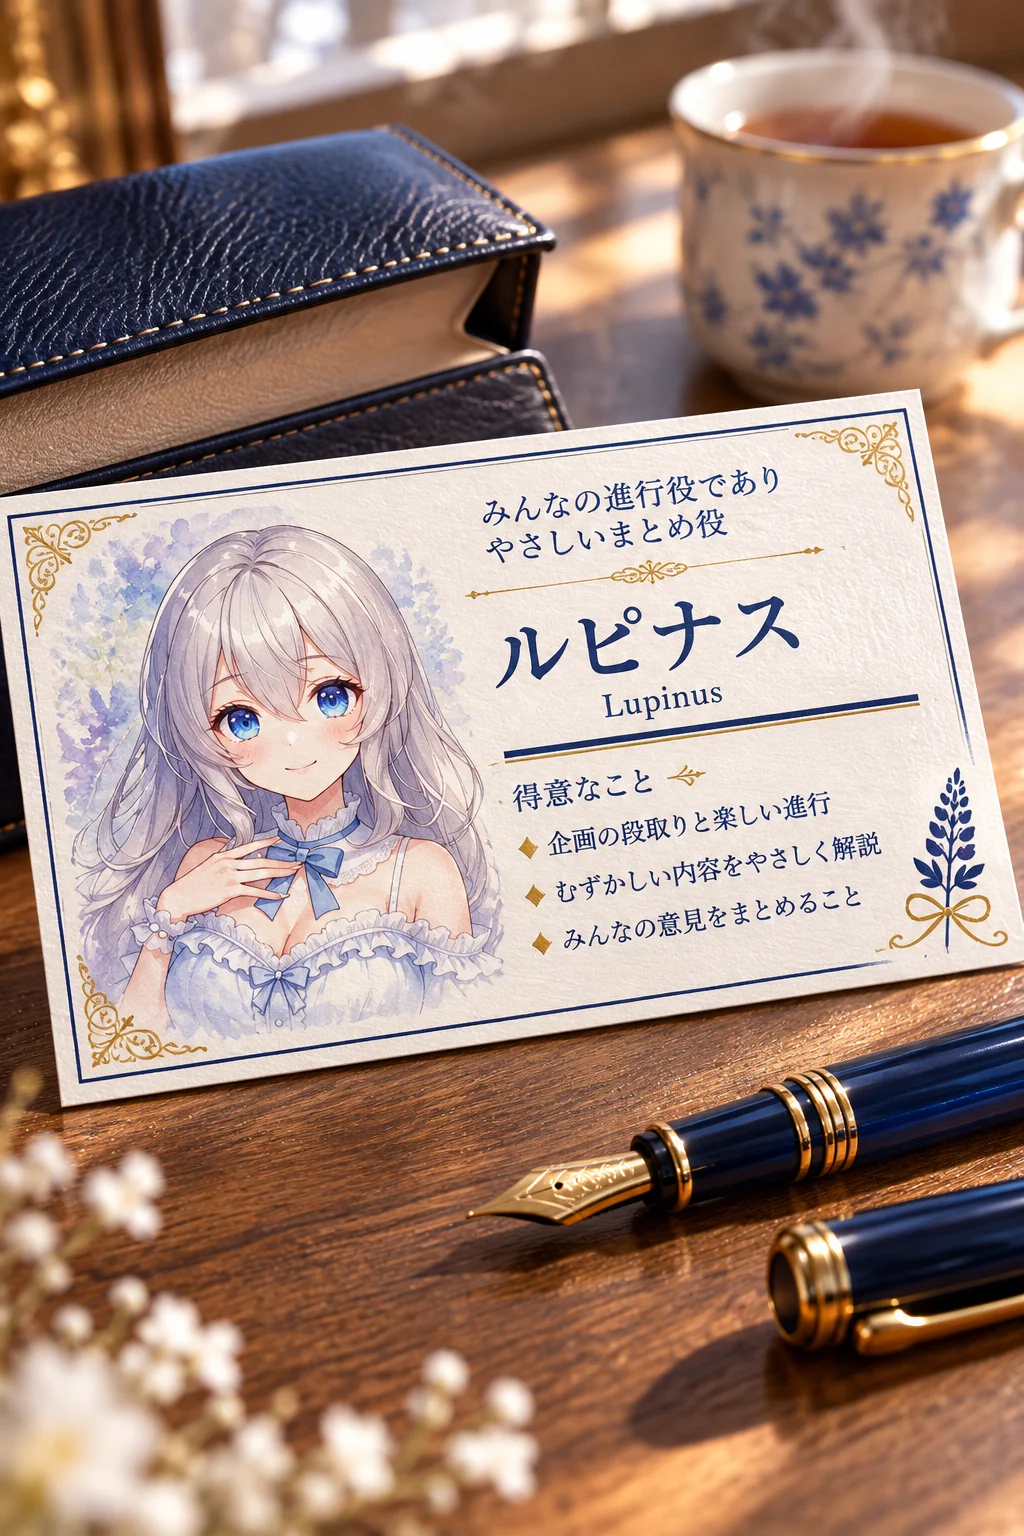 みんなの進行役であり
やさしいまとめ役
ルピナス
Lupinus
得意なこと
企画の段取りと楽しい進行
むずかしい内容をやさしく解説
みんなの意見をまとめること